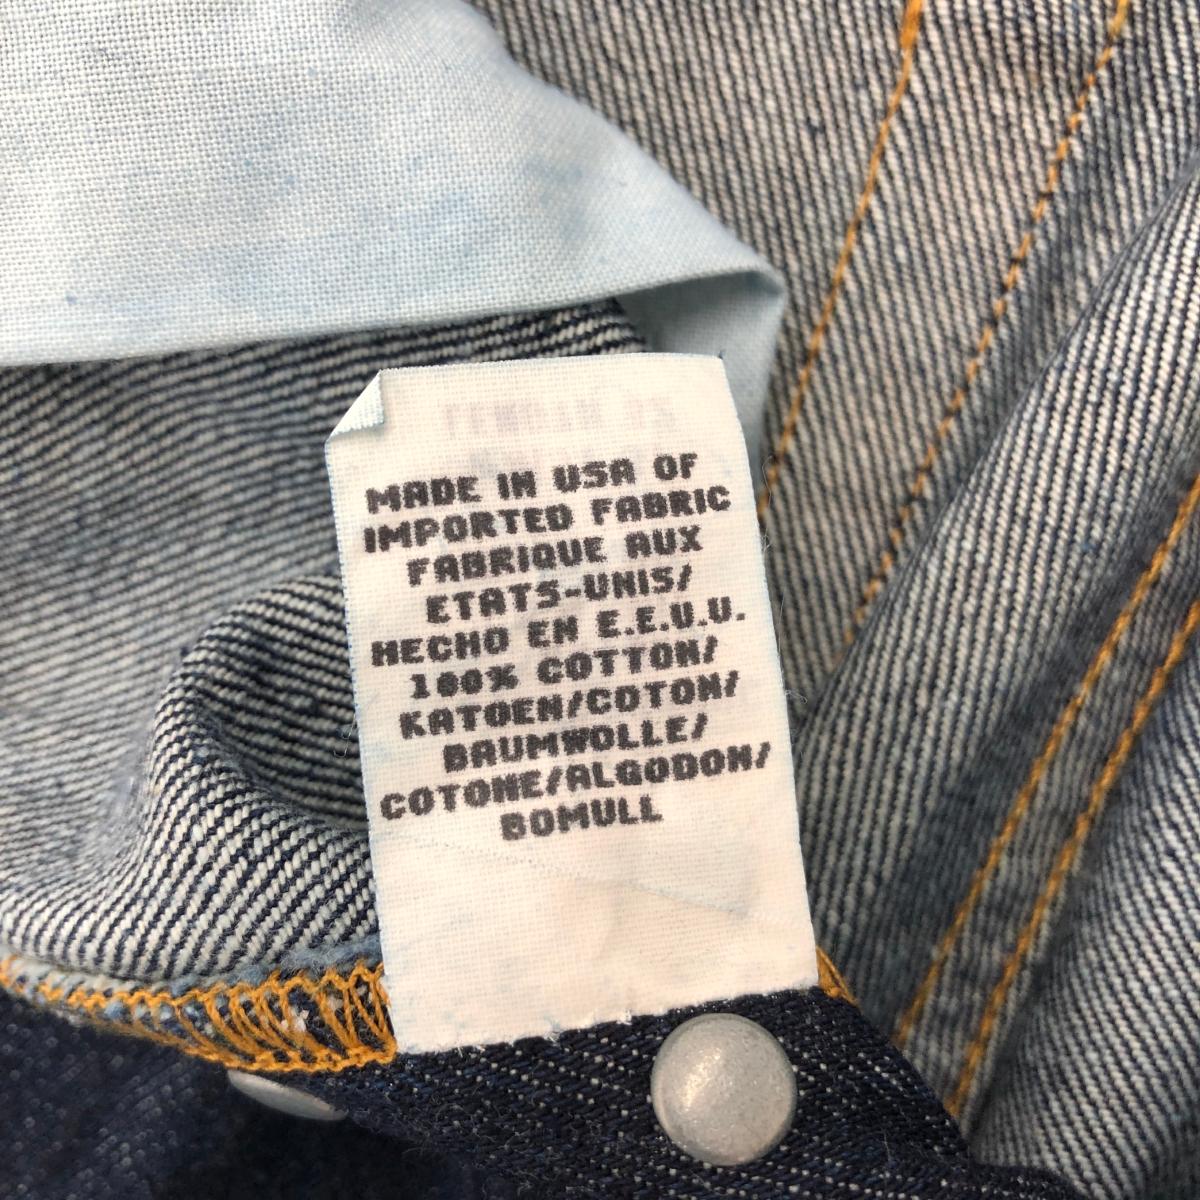 MADE IN USA OF
IMPORTED FABRIC
FABRIQUE AUX
ETATS-UNIS/
HECHO EN E.E.U.U.
100% COTTON/
KATOEN/COTON/
BAUMWOLLE/
COTONE/ALGODON/
BOMULL